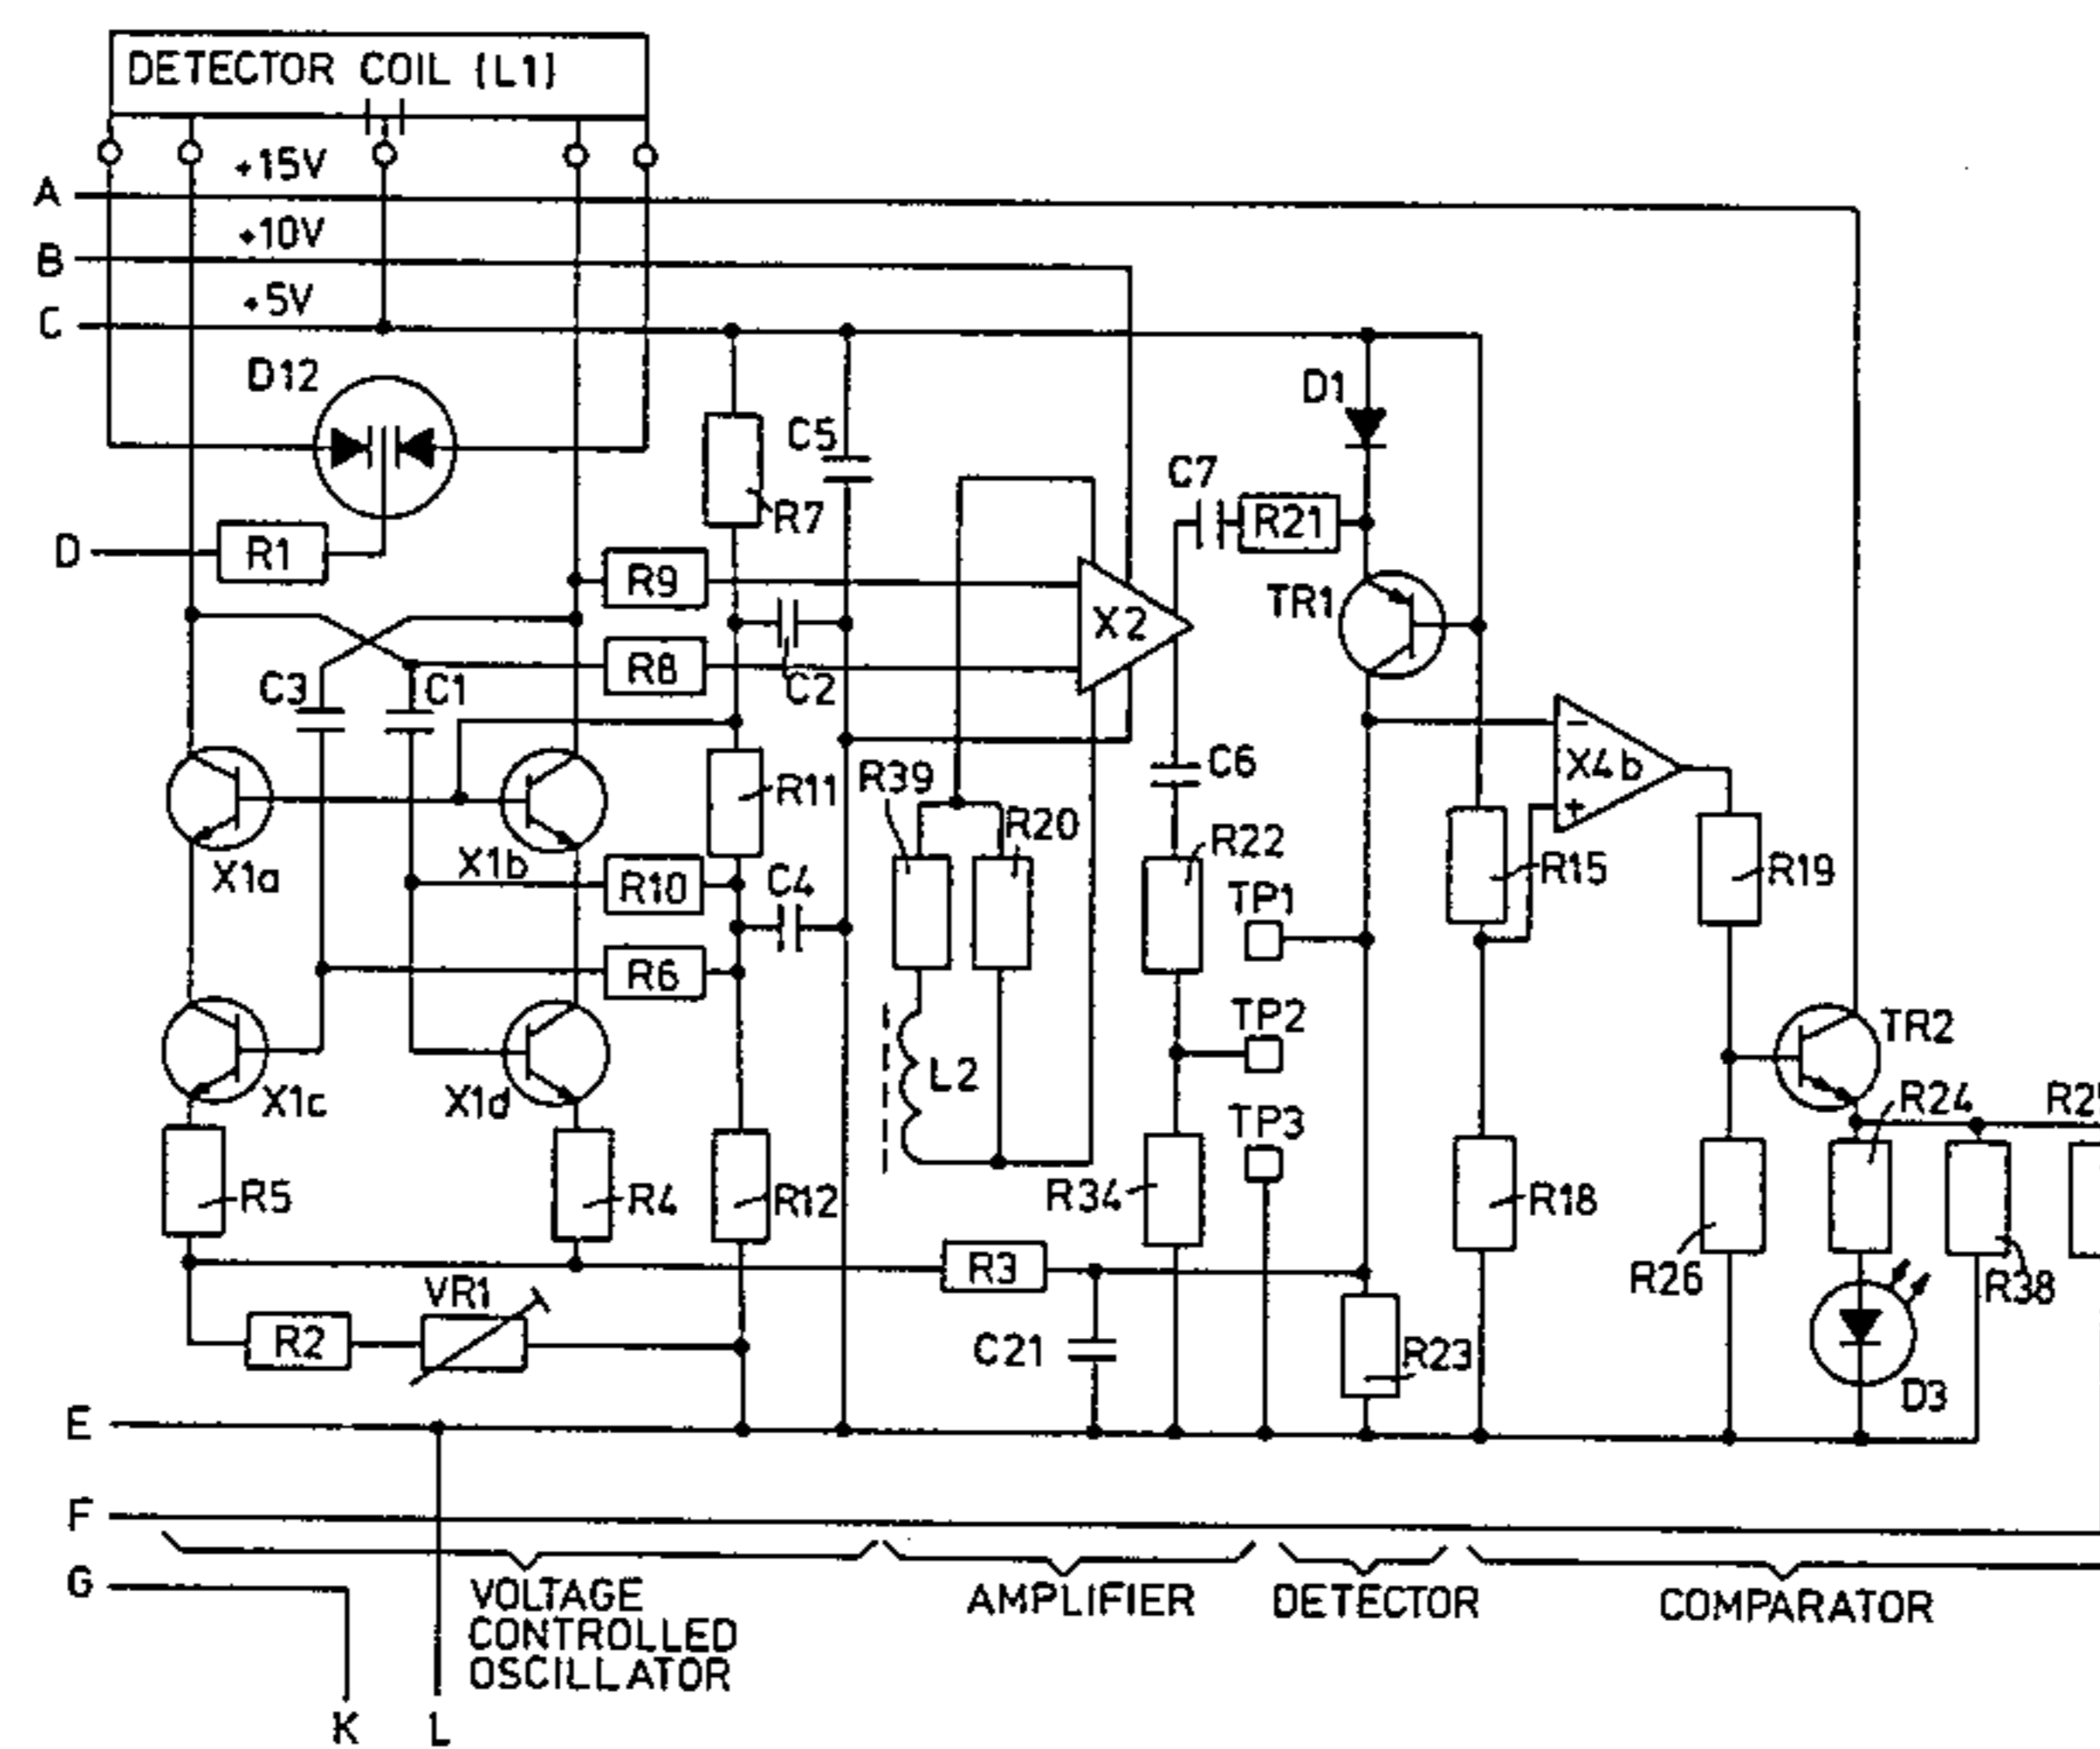 DETECTOR COIL (L1)
+15V
A
+10V
B
+5V
C
D12
D1
C5
C7
R7
R21
D
R1
R9
TR1
X2
R8
C3
C1
C2
C6
X4b
R39
R11
R20
R22
X1a
X1b
R10
C4
TP1
R15
R19
R6
TP2
TR2
L2
X1c
X1d
R24
TP3
R5
R4
R12
R34
R18
R3
R26
R38
VR1
R2
C21
R23
D3
E
F
G
VOLTAGE
CONTROLLED
OSCILLATOR
AMPLIFIER
DETECTOR
COMPARATOR
K
L